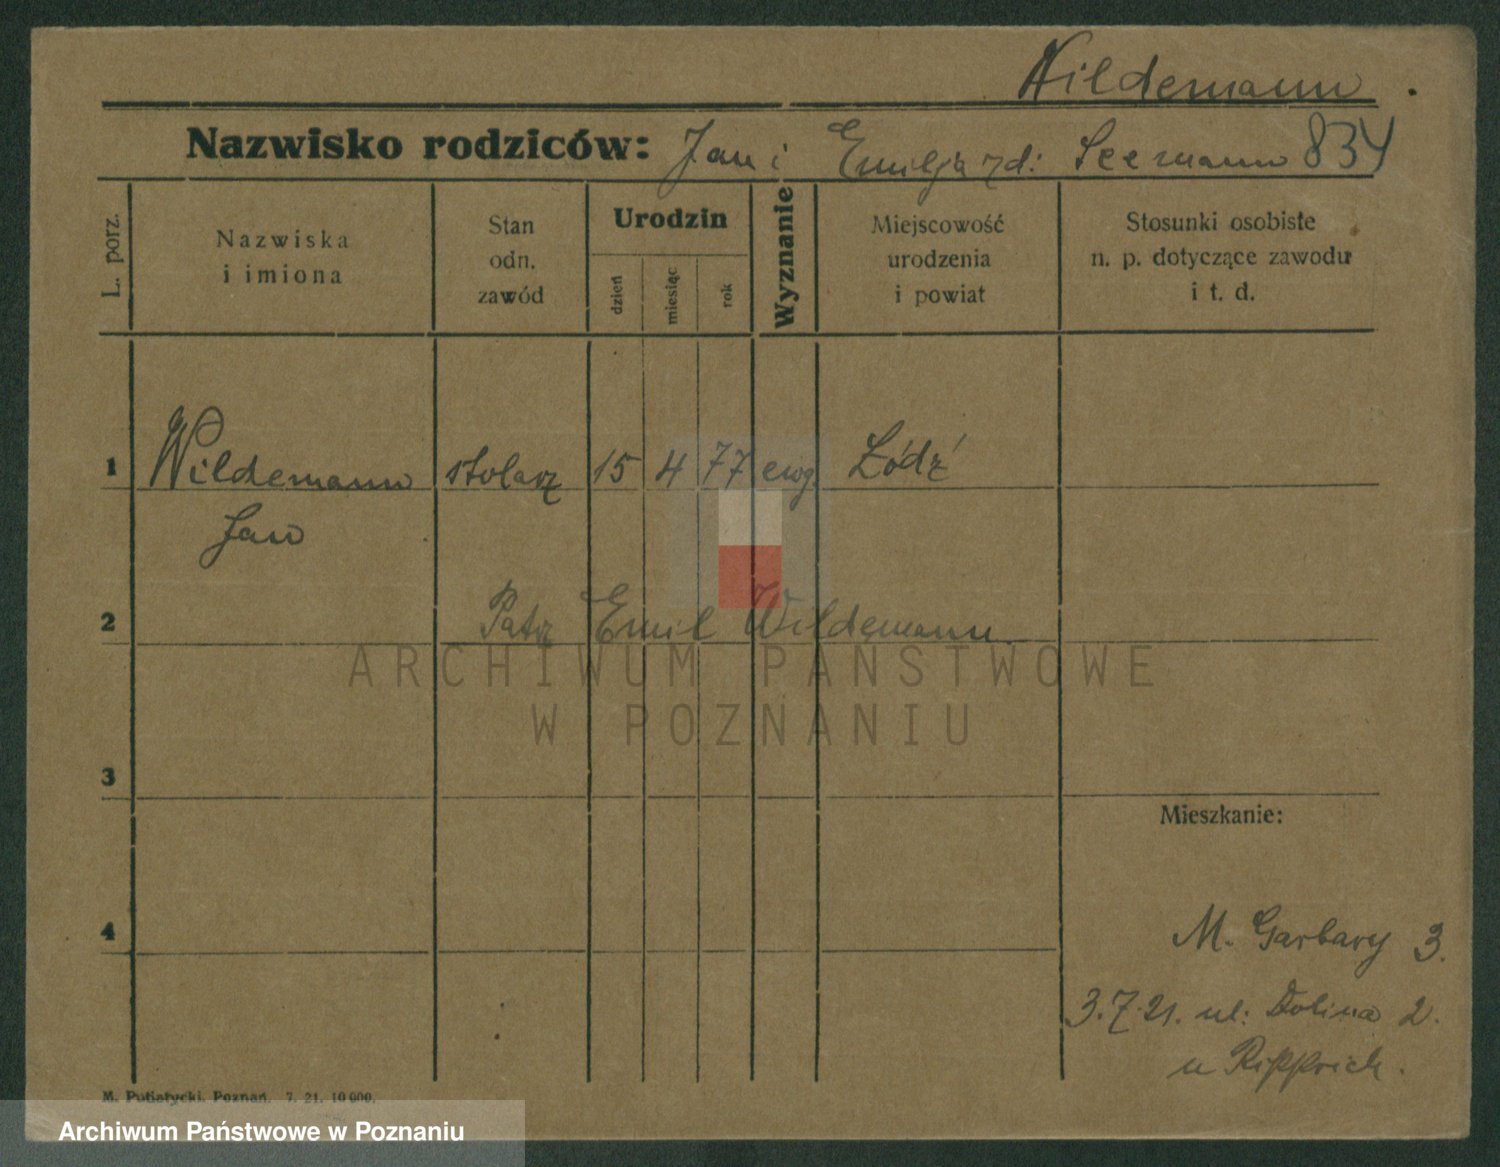 Wildemann.
Nazwisko rodziców: Jan i Emilja zd: Seemann 834
L. porz.
Nazwiska
i imiona
Stan
odn.
zawód
Urodzin
dzień
miesiąc
rok
Wyznanie
Miejscowość
urodzenia
i powiat
Stosunki osobiste
n. p. dotyczące zawodu
i t. d.
1 Wildemann stolarz 15 4 77 ewg. Łódź
Jan
2 Patrz Emil Wildemann
ARCHIWUM PAŃSTWOWE
W POZNANIU
3
Mieszkanie:
4 M. Garbary 3.
3.7.21. ul: Dolina 2.
u
M. Putiatycki, Poznań. 7. 21. 10 000.
Archiwum Państwowe w Poznaniu